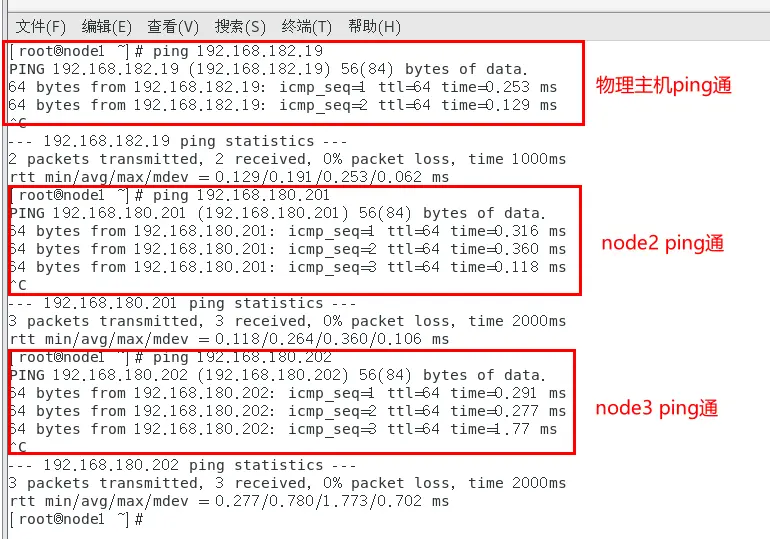 文件(F) 编辑(E) 查看(V) 搜索(S) 终端(T) 帮助(H)
[root@node1 ~]# ping 192.168.182.19
PING 192.168.182.19 (192.168.182.19) 56(84) bytes of data.
64 bytes from 192.168.182.19: icmp_seq=1 ttl=64 time=0.253 ms
物理主机ping通
64 bytes from 192.168.182.19: icmp_seq=2 ttl=64 time=0.129 ms
^C
--- 192.168.182.19 ping statistics ---
2 packets transmitted, 2 received, 0% packet loss, time 1000ms
rtt min/avg/max/mdev = 0.129/0.191/0.253/0.062 ms
[root@node1 ~]# ping 192.168.180.201
PING 192.168.180.201 (192.168.180.201) 56(84) bytes of data.
64 bytes from 192.168.180.201: icmp_seq=1 ttl=64 time=0.316 ms
64 bytes from 192.168.180.201: icmp_seq=2 ttl=64 time=0.360 ms
node2 ping通
64 bytes from 192.168.180.201: icmp_seq=3 ttl=64 time=0.118 ms
^C
--- 192.168.180.201 ping statistics ---
3 packets transmitted, 3 received, 0% packet loss, time 2000ms
rtt min/avg/max/mdev = 0.118/0.264/0.360/0.106 ms
[root@node1 ~]# ping 192.168.180.202
PING 192.168.180.202 (192.168.180.202) 56(84) bytes of data.
64 bytes from 192.168.180.202: icmp_seq=1 ttl=64 time=0.291 ms
64 bytes from 192.168.180.202: icmp_seq=2 ttl=64 time=0.277 ms
node3 ping通
64 bytes from 192.168.180.202: icmp_seq=3 ttl=64 time=1.77 ms
^C
--- 192.168.180.202 ping statistics ---
3 packets transmitted, 3 received, 0% packet loss, time 2000ms
rtt min/avg/max/mdev = 0.277/0.780/1.773/0.702 ms
[root@node1 ~]#